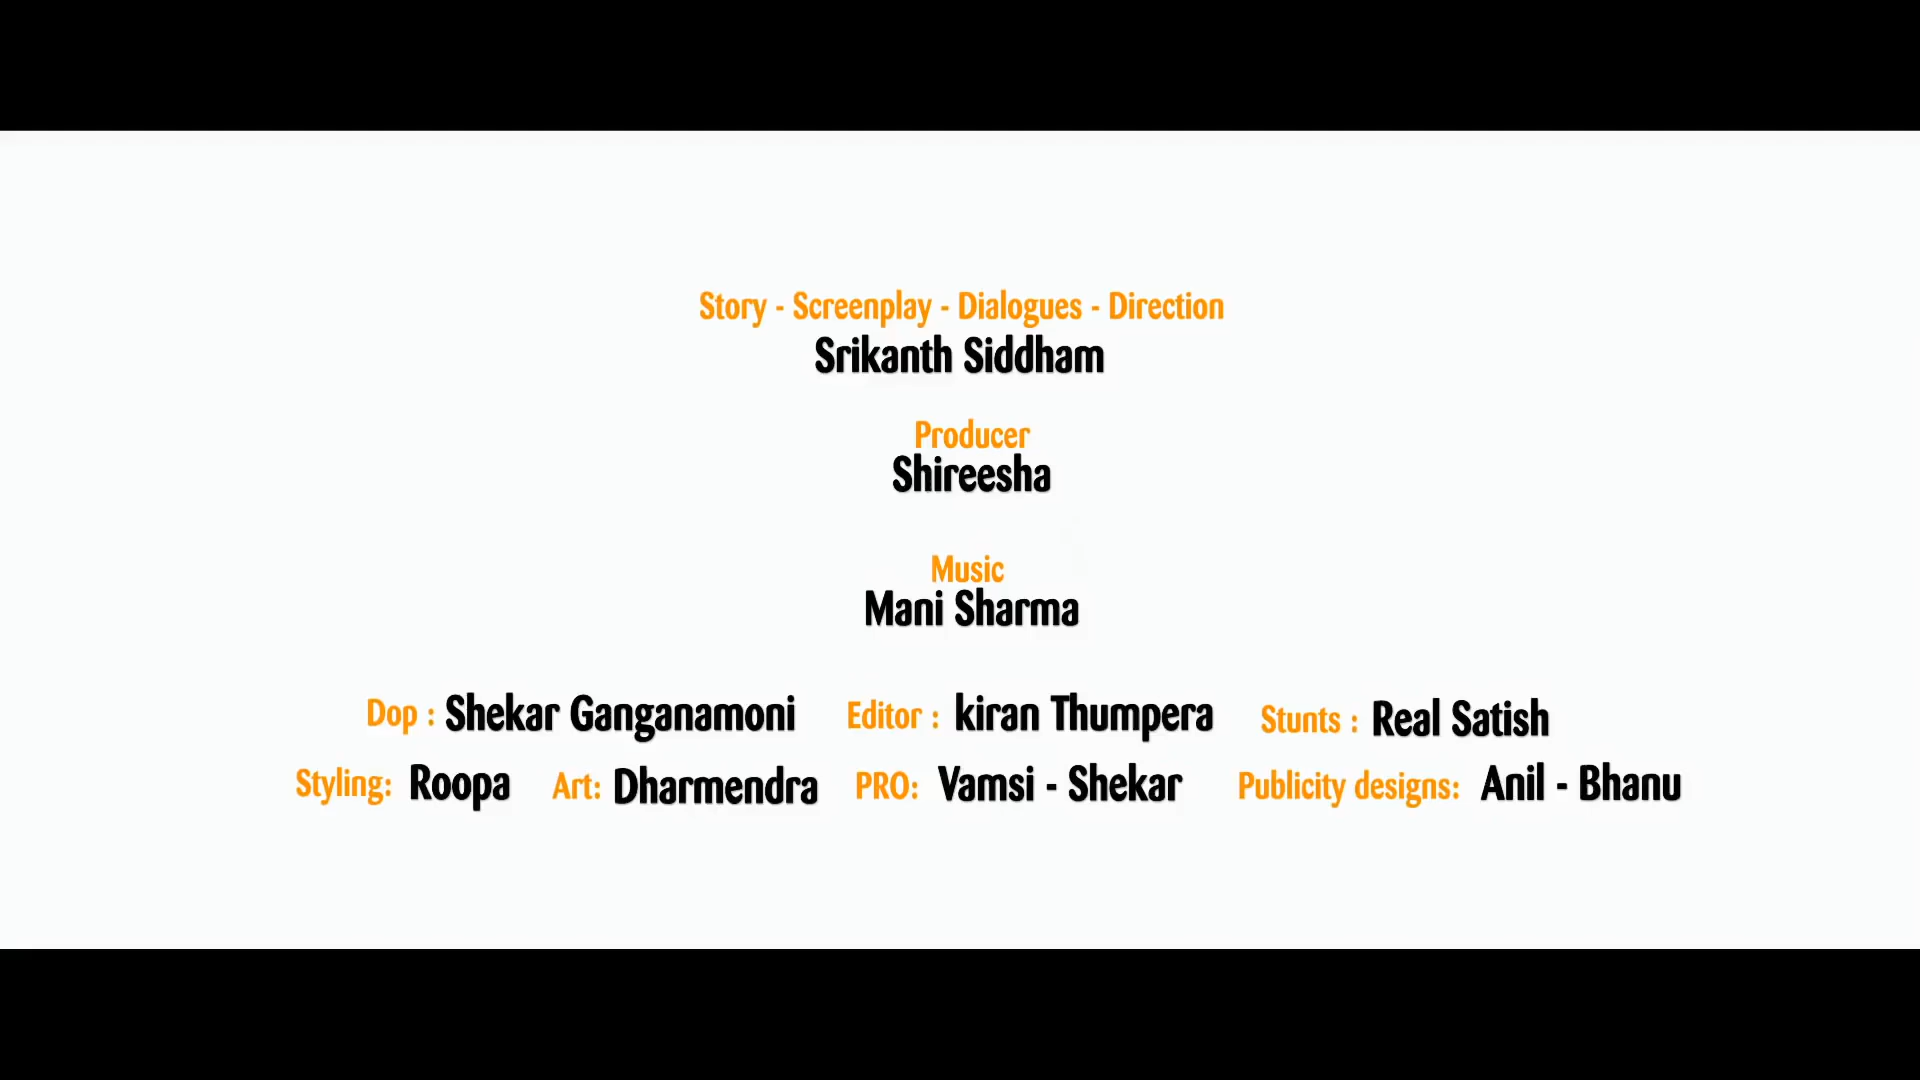 Story - Screenplay - Dialogues - Direction
Srikanth Siddham
Producer
Shireesha
Music
Mani Sharma
Dop : Shekar Ganganamoni Editor : kiran Thumpera Stunts : Real Satish
Styling: Roopa Art: Dharmendra PRO: Vamsi - Shekar Publicity designs: Anil - Bhanu